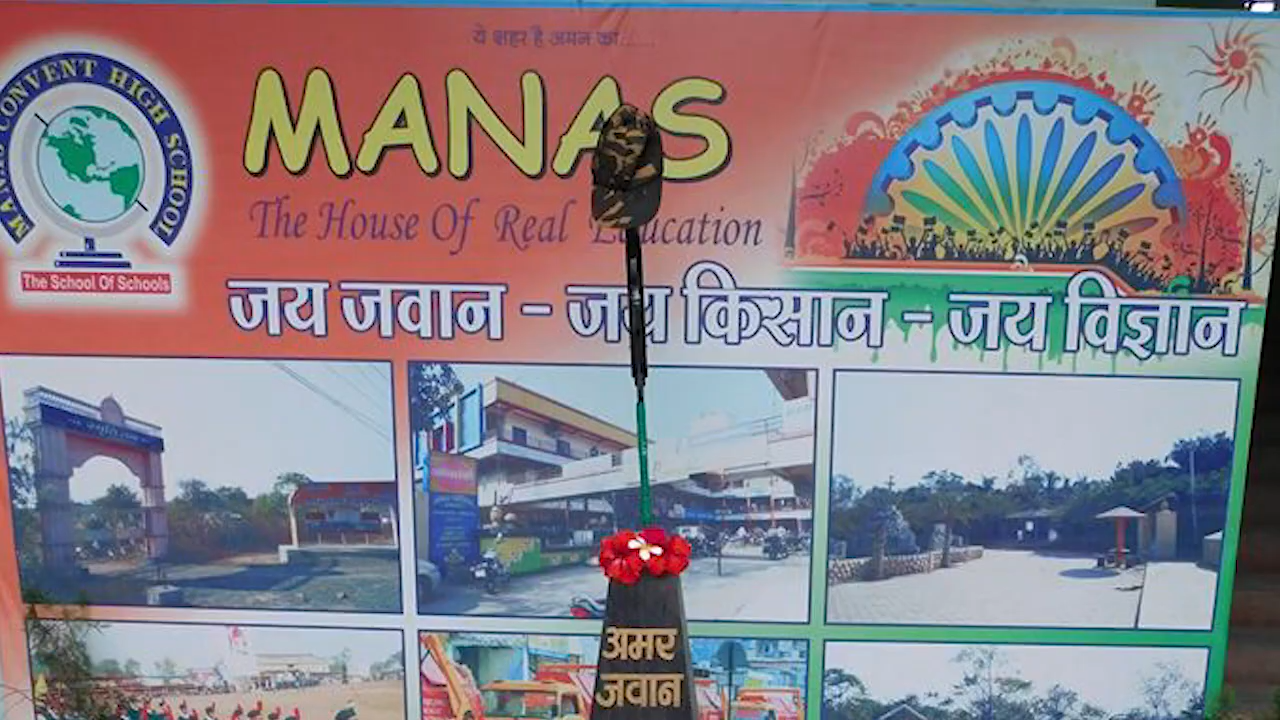 ये शहर है अमन का.....
MANAS CONVENT HIGH SCHOOL
The School Of Schools
MANAS
The House Of Real Education
जय जवान - जय किसान - जय विज्ञान
अमर
जवान